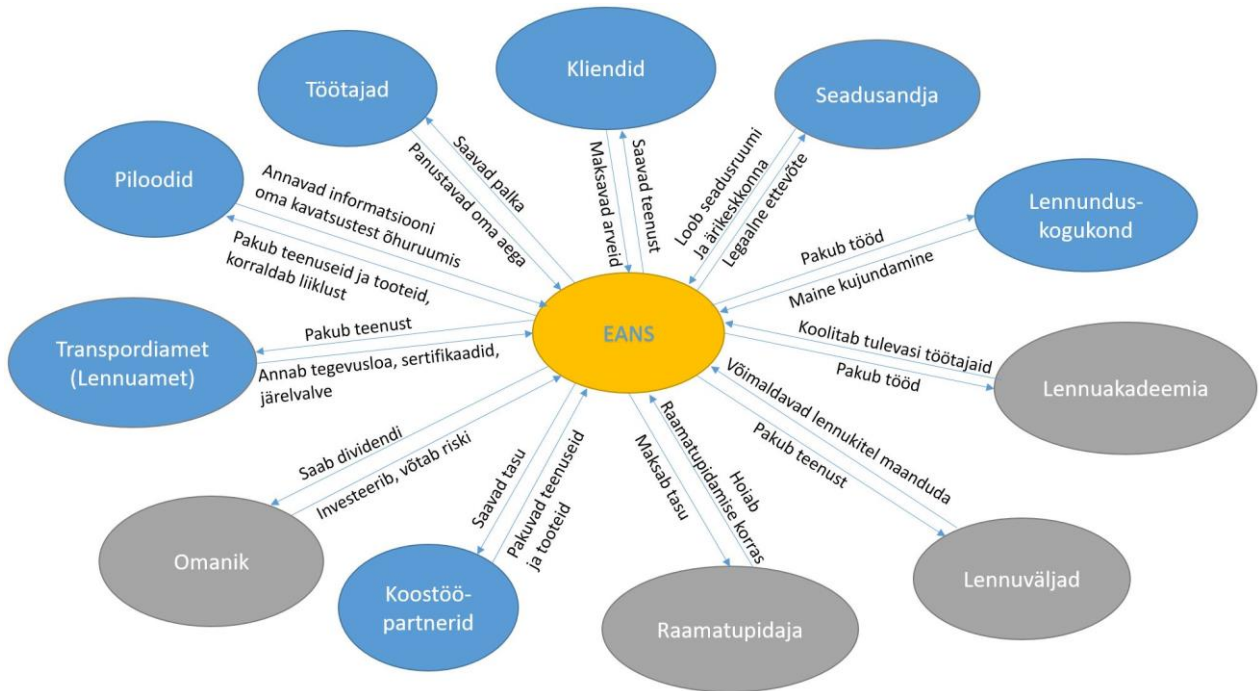 Kliendid
Töötajad
Seadusandja
Piloodid
Lennundus-
kogukond
Saavad palka
Panustavad oma aega
Maksavad arveid
Saavad teenust
Loob seadusruumi
ja ärikeskkonna
Legaalne ettevõte
Annavad informatsiooni
oma kavatsustest õhuruumis
Pakub teenuseid ja tooteid,
korraldab liiklust
Pakub tööd
Maine kujundamine
EANS
Transpordiamet
(Lennuamet)
Pakub teenust
Annab tegevusloa, sertifikaadid,
järelvalve
Koolitab tulevasi töötajaid
Pakub tööd
Lennuakadeemia
Saab dividendi
Investeerib, võtab riski
Saavad tasu
Pakuvad teenuseid
ja tooteid
Maksab tasu
Hoiab
Raamatupidamise korras
Võimaldavad lennukitel maanduda
Pakub teenust
Omanik
Koostöö-
partnerid
Raamatupidaja
Lennuväljad